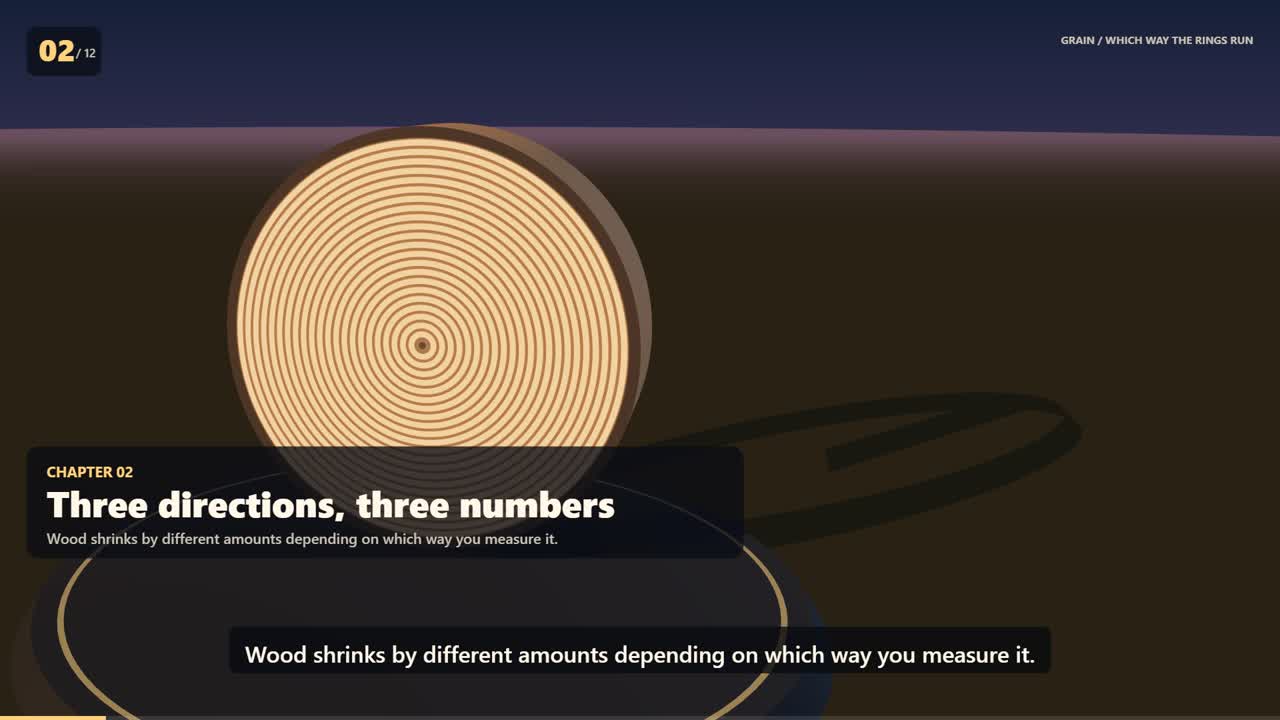 02 / 12
GRAIN / WHICH WAY THE RINGS RUN
CHAPTER 02
Three directions, three numbers
Wood shrinks by different amounts depending on which way you measure it.
Wood shrinks by different amounts depending on which way you measure it.